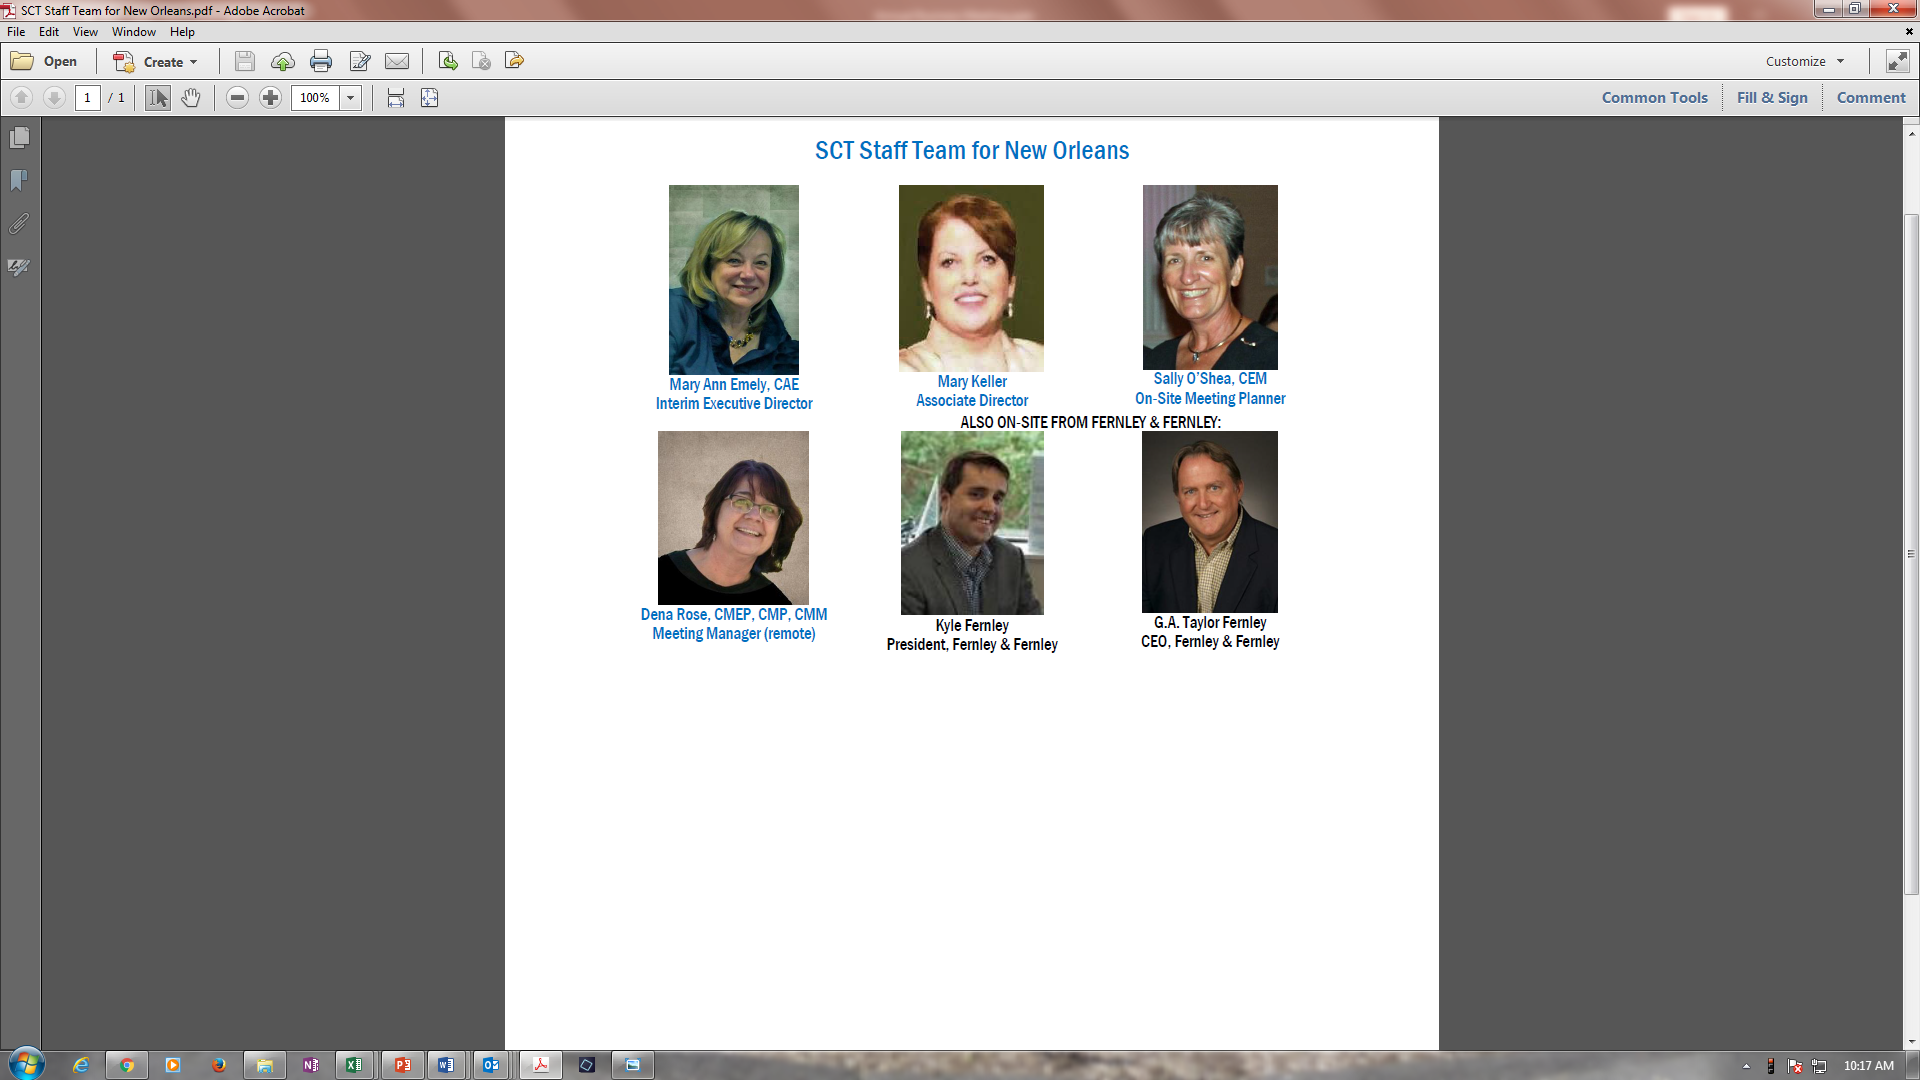 SCT Staff Team for New Orleans.pdf - Adobe Acrobat
File Edit View Window Help
Open Create Customize
1 / 1 100% Common Tools Fill & Sign Comment
SCT Staff Team for New Orleans
Mary Ann Emely, CAE
Interim Executive Director
Mary Keller
Associate Director
Sally O'Shea, CEM
On-Site Meeting Planner
ALSO ON-SITE FROM FERNLEY & FERNLEY:
Dena Rose, CMEP, CMP, CMM
Meeting Manager (remote)
Kyle Fernley
President, Fernley & Fernley
G.A. Taylor Fernley
CEO, Fernley & Fernley
10:17 AM